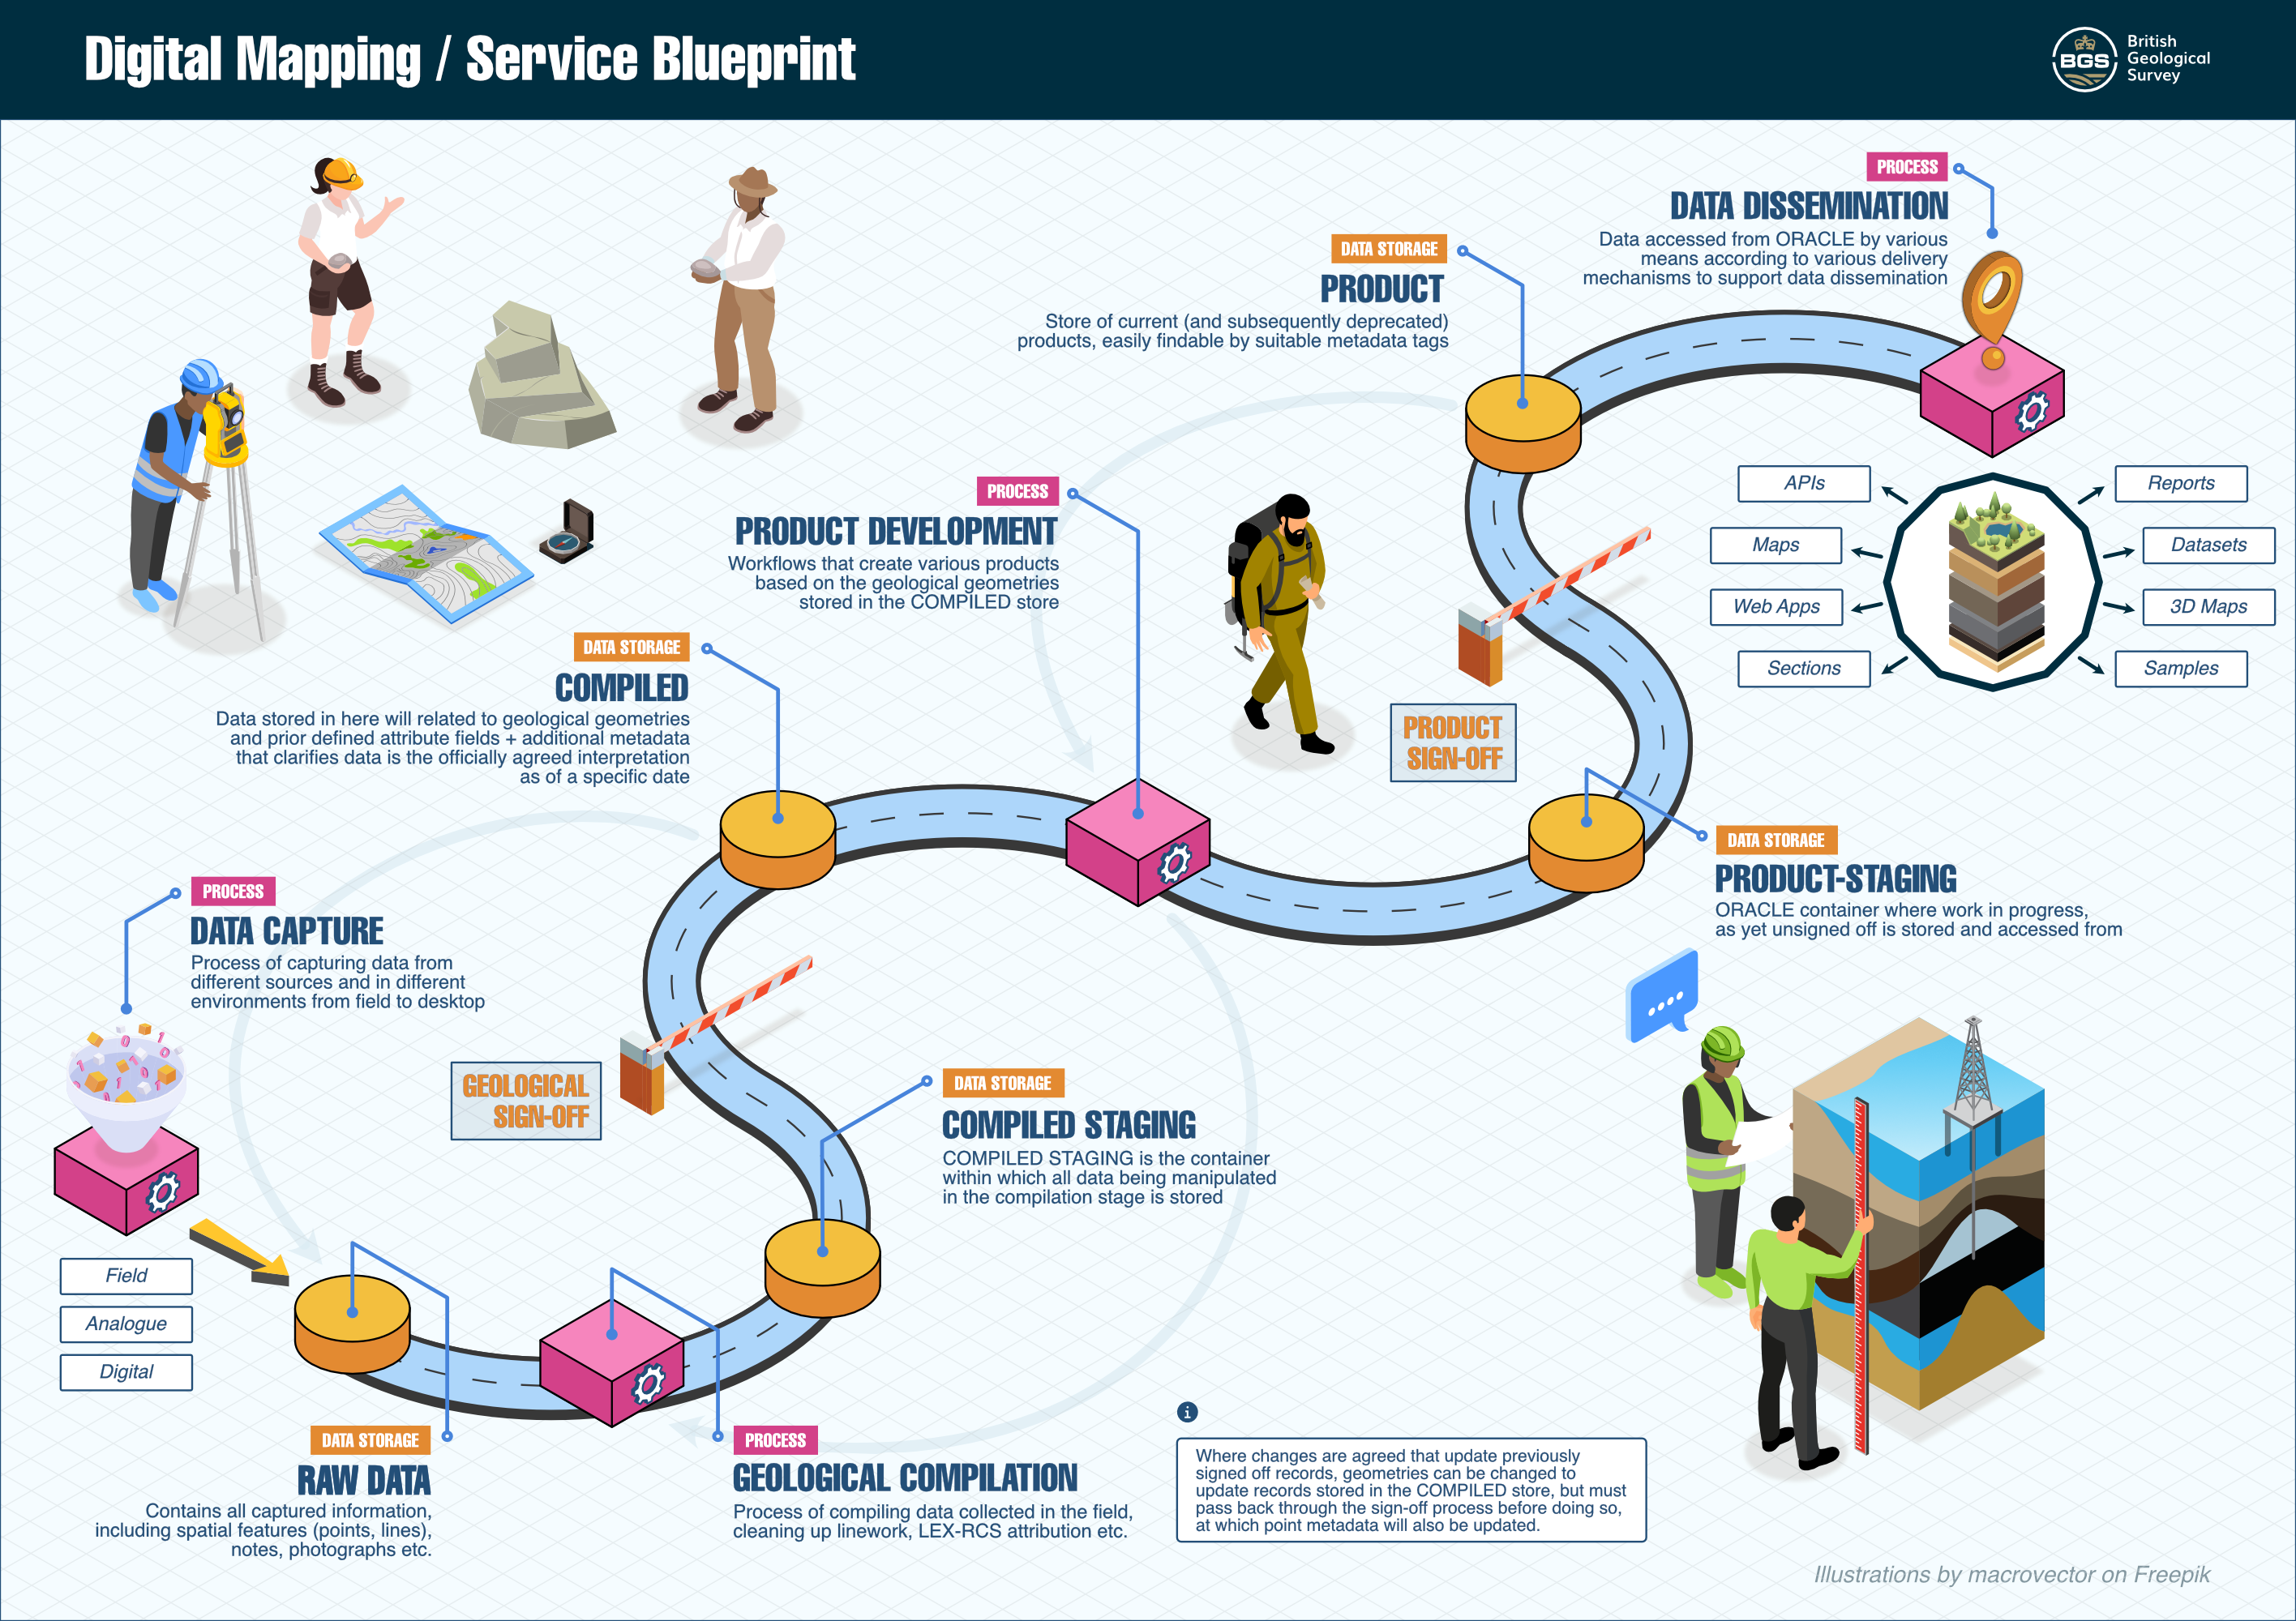 Digital Mapping / Service Blueprint
BGS
British
Geological
Survey
PROCESS
DATA DISSEMINATION
Data accessed from ORACLE by various
means according to various delivery
mechanisms to support data dissemination
DATA STORAGE
PRODUCT
Store of current (and subsequently deprecated)
products, easily findable by suitable metadata tags
APIs
Maps
Web Apps
Sections
Reports
Datasets
3D Maps
Samples
PROCESS
PRODUCT DEVELOPMENT
Workflows that create various products
based on the geological geometries
stored in the COMPILED store
DATA STORAGE
COMPILED
Data stored in here will related to geological geometries
and prior defined attribute fields + additional metadata
that clarifies data is the officially agreed interpretation
as of a specific date
PRODUCT
SIGN-OFF
DATA STORAGE
PRODUCT-STAGING
ORACLE container where work in progress,
as yet unsigned off is stored and accessed from
PROCESS
DATA CAPTURE
Process of capturing data from
different sources and in different
environments from field to desktop
GEOLOGICAL
SIGN-OFF
DATA STORAGE
COMPILED STAGING
COMPILED STAGING is the container
within which all data being manipulated
in the compilation stage is stored
Field
Analogue
Digital
DATA STORAGE
RAW DATA
Contains all captured information,
including spatial features (points, lines),
notes, photographs etc.
PROCESS
GEOLOGICAL COMPILATION
Process of compiling data collected in the field,
cleaning up linework, LEX-RCS attribution etc.
i
Where changes are agreed that update previously
signed off records, geometries can be changed to
update records stored in the COMPILED store, but must
pass back through the sign-off process before doing so,
at which point metadata will also be updated.
Illustrations by macrovector on Freepik